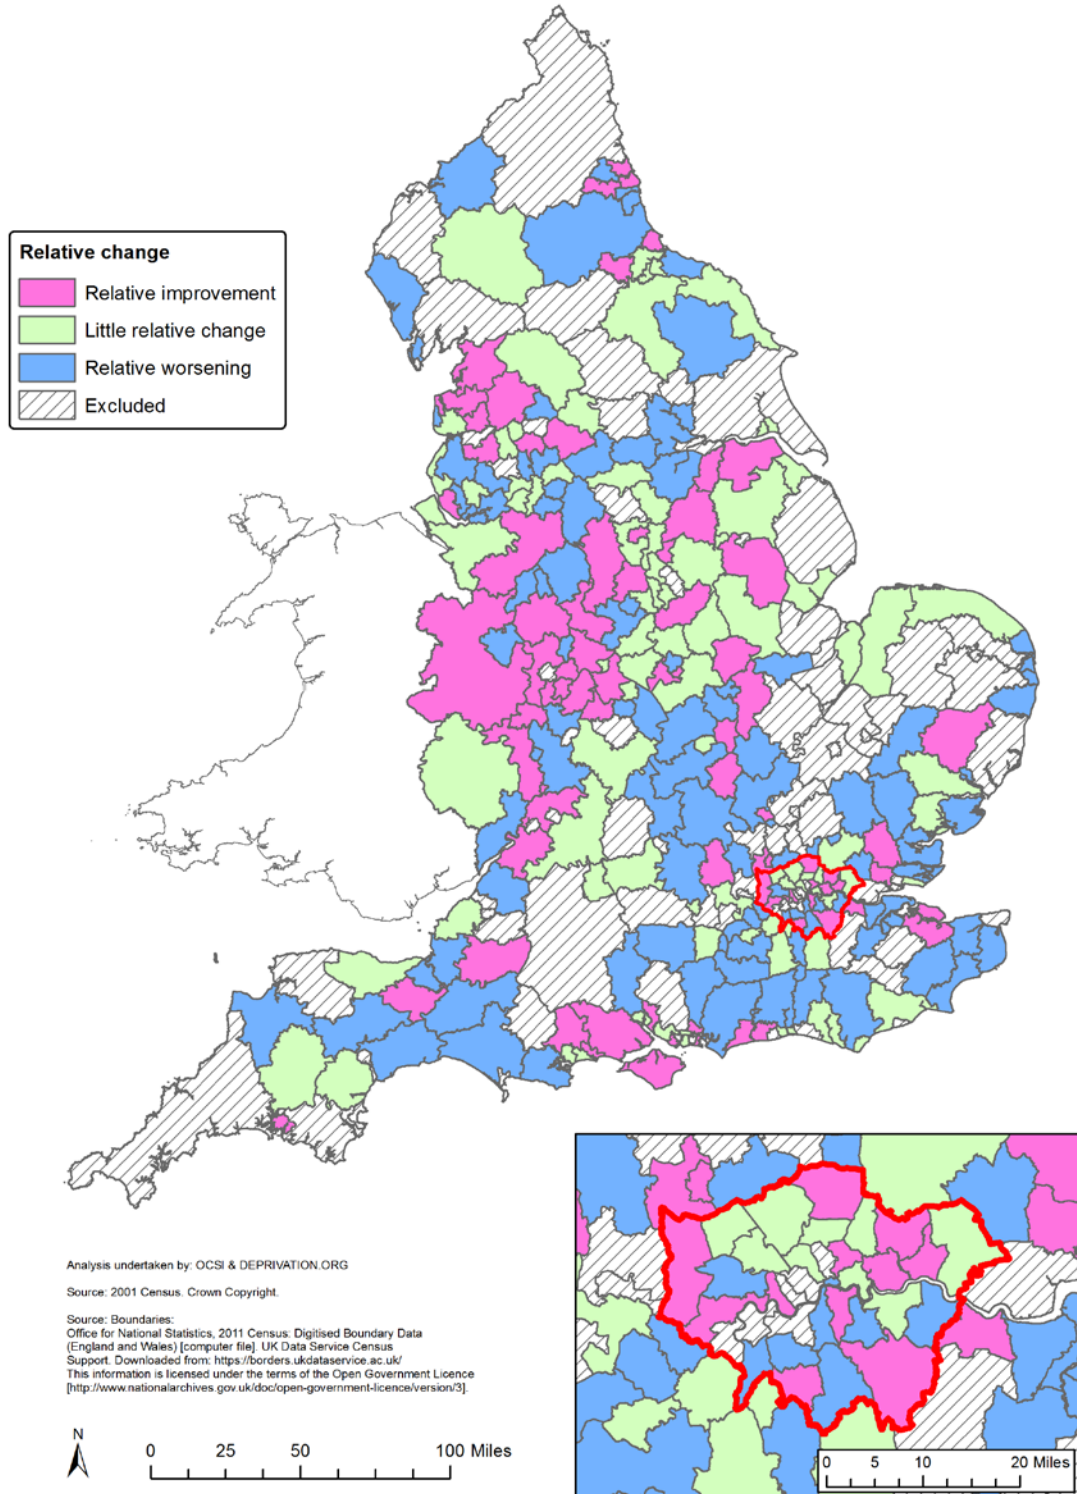 Relative change
Relative improvement
Little relative change
Relative worsening
Excluded
Analysis undertaken by: OCSI & DEPRIVATION.ORG
Source: 2001 Census. Crown Copyright.
Source: Boundaries:
Office for National Statistics, 2011 Census: Digitised Boundary Data
(England and Wales) [computer file]. UK Data Service Census
Support. Downloaded from: https://borders.ukdataservice.ac.uk/
This information is licensed under the terms of the Open Government Licence
[http://www.nationalarchives.gov.uk/doc/open-government-licence/version/3].
N
0 25 50 100 Miles
0 5 10 20 Miles